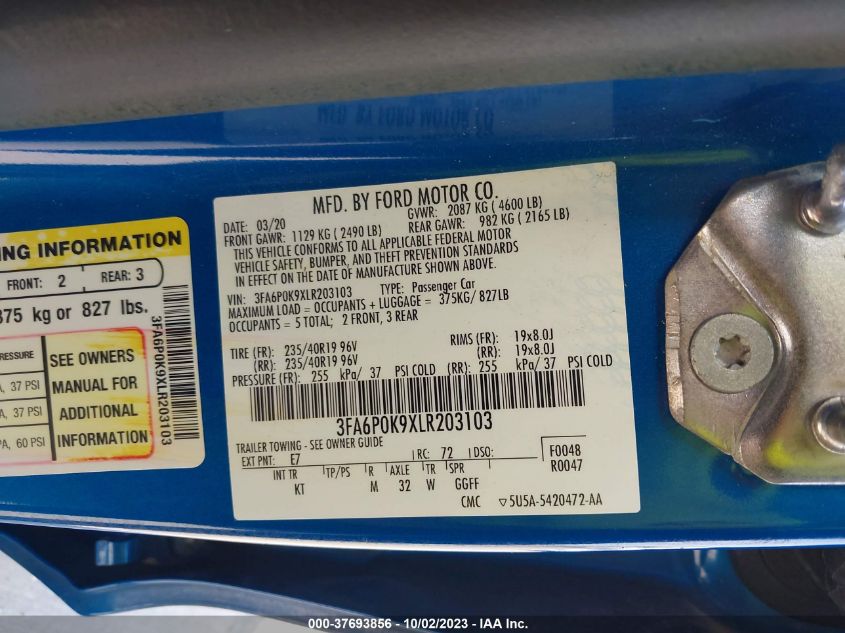 MFD. BY FORD MOTOR CO.
DATE: 03/20 GVWR: 2087 KG ( 4600 LB)
FRONT GAWR: 1129 KG ( 2490 LB) REAR GAWR: 982 KG ( 2165 LB)
THIS VEHICLE CONFORMS TO ALL APPLICABLE FEDERAL MOTOR
VEHICLE SAFETY, BUMPER, AND THEFT PREVENTION STANDARDS
IN EFFECT ON THE DATE OF MANUFACTURE SHOWN ABOVE.
VIN: 3FA6P0K9XLR203103 TYPE: Passenger Car
MAXIMUM LOAD = OCCUPANTS + LUGGAGE = 375KG/ 827LB
OCCUPANTS = 5 TOTAL; 2 FRONT, 3 REAR
TIRE (FR): 235/40R19 96V RIMS (FR): 19x8.0J
(RR): 235/40R19 96V (RR): 19x8.0J
PRESSURE (FR): 255 kPa/ 37 PSI COLD (RR): 255 kPa/ 37 PSI COLD
3FA6P0K9XLR203103
TRAILER TOWING - SEE OWNER GUIDE
EXT PNT: E7 RC: 72 DSO: F0048
R0047
INT TR TP/PS R AXLE TR SPR
KT M 32 W GGFF
CMC ▽5U5A-5420472-AA
ING INFORMATION
FRONT: 2 REAR: 3
375 kg or 827 lbs.
PRESSURE
A, 37 PSI
A, 37 PSI
PA, 60 PSI
SEE OWNERS
MANUAL FOR
ADDITIONAL
INFORMATION
3FA6P0K9XLR203103
000-37693856 - 10/02/2023 - IAA Inc.